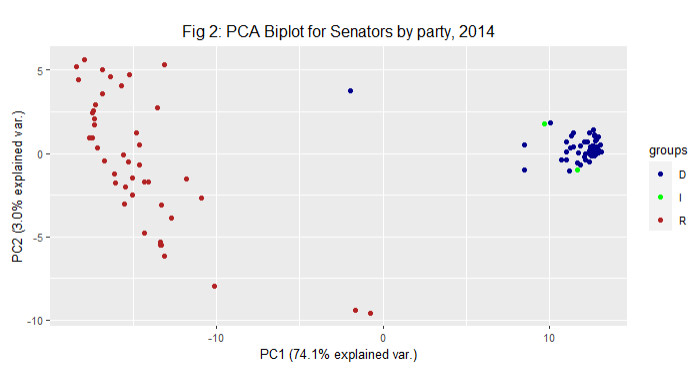 Fig 2: PCA Biplot for Senators by party, 2014
PC2 (3.0% explained var.)
5
0
-5
-10
-10
0
10
PC1 (74.1% explained var.)
groups
D
I
R